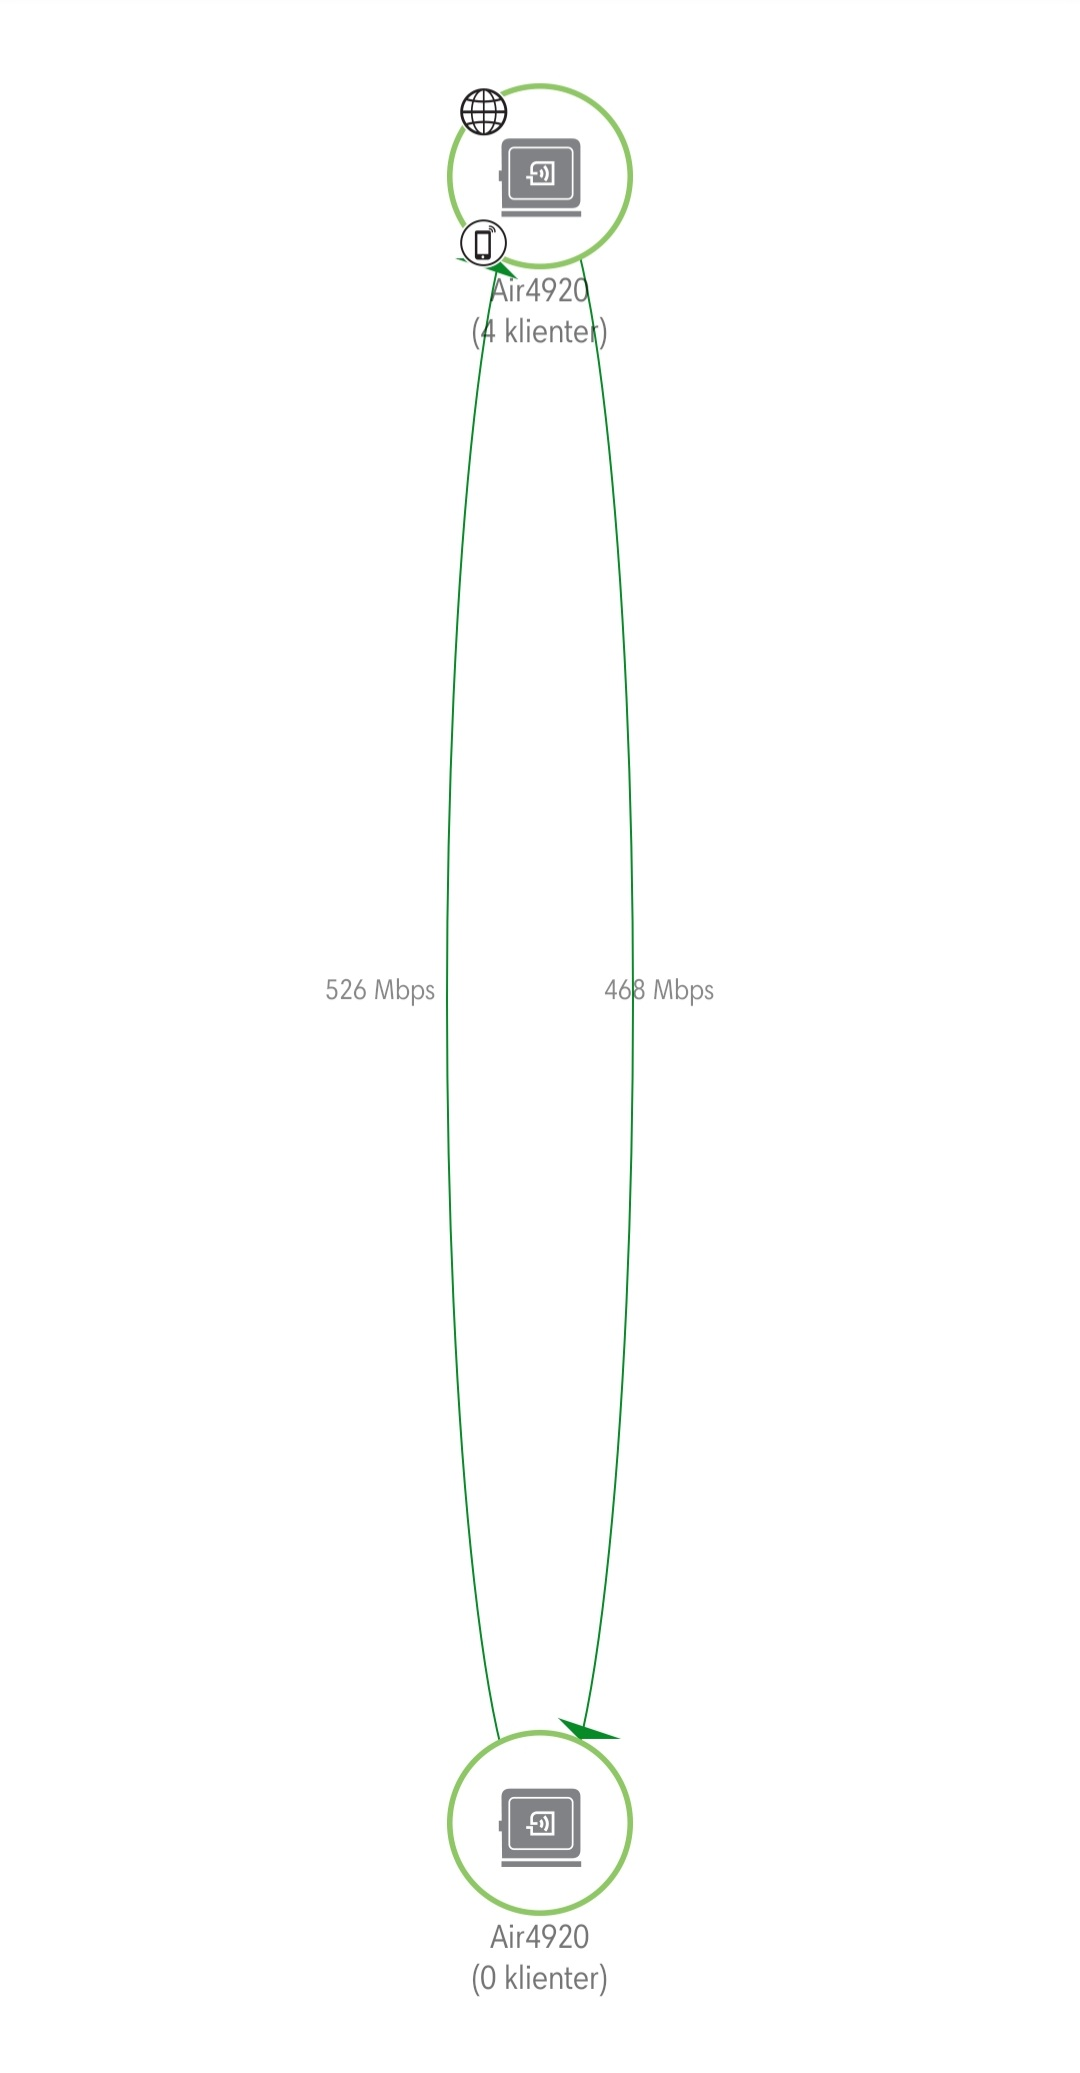 Air4920
(4 klienter)
526 Mbps
468 Mbps
Air4920
(0 klienter)